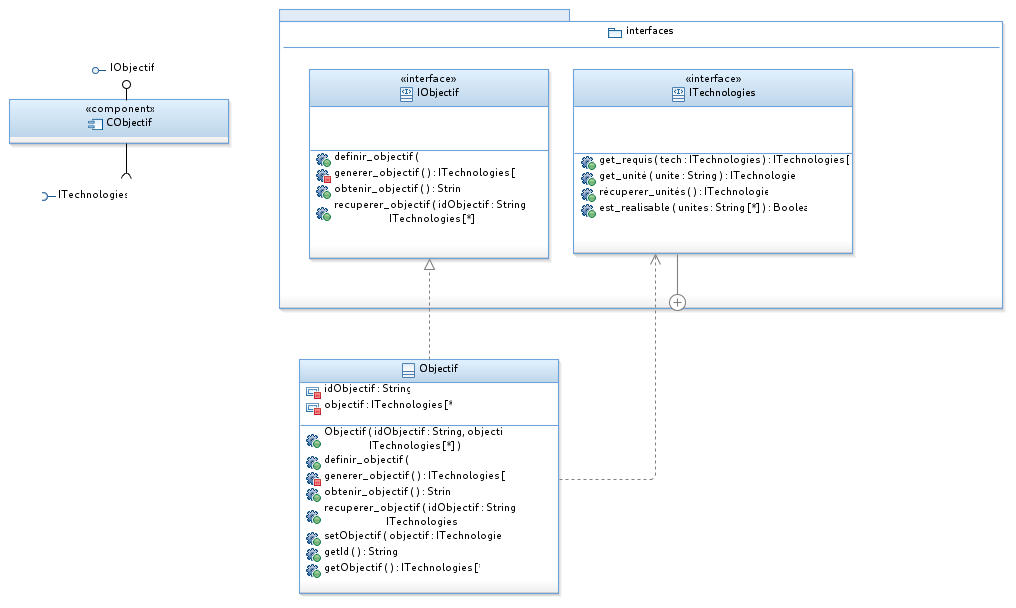 IObjectif
«component»
CObjectif
ITechnologies
interfaces
«interface»
IObjectif
definir_objectif (
generer_objectif ( ) : ITechnologies [
obtenir_objectif ( ) : Strin
recuperer_objectif ( idObjectif : String
ITechnologies [*]
«interface»
ITechnologies
get_requis ( tech : ITechnologies ) : ITechnologies [
get_unité ( unite : String ) : ITechnologie
récuperer_unités ( ) : ITechnologie
est_realisable ( unites : String [*] ) : Boolea
Objectif
idObjectif : String
objectif : ITechnologies [*
Objectif ( idObjectif : String, objecti
ITechnologies [*] )
definir_objectif (
generer_objectif ( ) : ITechnologies [
obtenir_objectif ( ) : Strin
recuperer_objectif ( idObjectif : String
ITechnologies
setObjectif ( objectif : ITechnologie
getId ( ) : String
getObjectif ( ) : ITechnologies [*